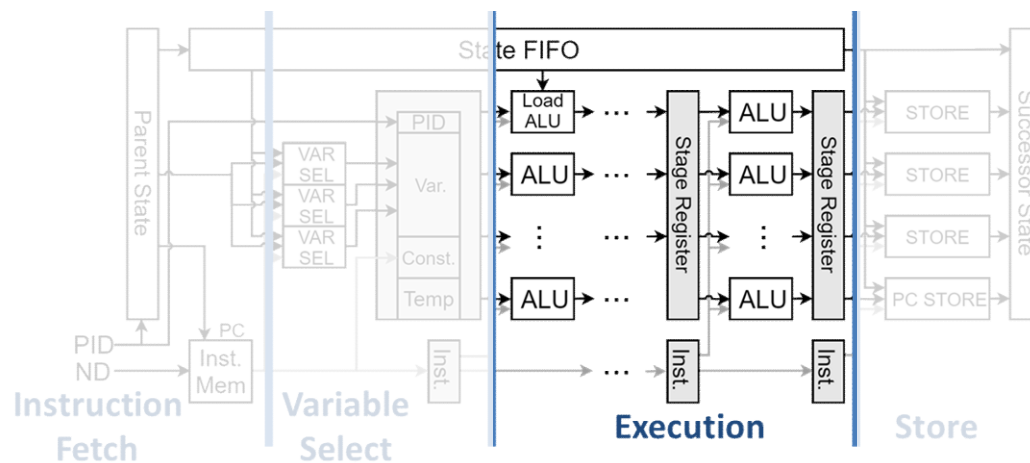 State FIFO
Parent State
PID
ND
PC
Inst.
Mem
VAR
SEL
VAR
SEL
VAR
SEL
PID
Var.
Const.
Temp
Inst.
Load
ALU
...
ALU
...
⋮
...
ALU
...
...
Stage Register
Inst.
ALU
ALU
⋮
ALU
Stage Register
Inst.
STORE
STORE
STORE
PC STORE
Successor State
Instruction
Fetch
Variable
Select
Execution
Store